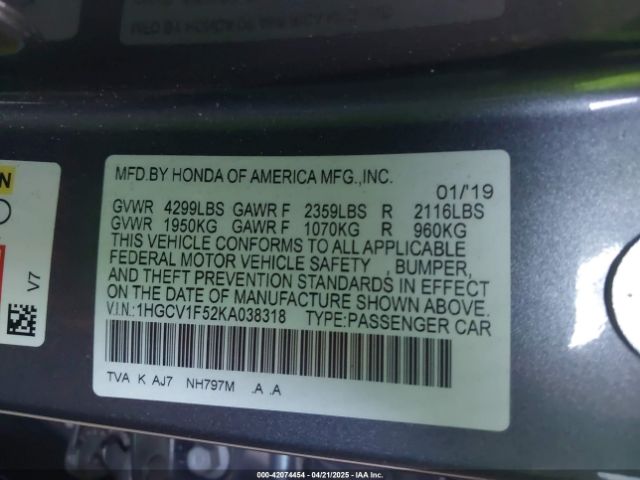 MFD.BY HONDA OF AMERICA MFG.,INC.
01/'19
GVWR 4299LBS GAWR F 2359LBS R 2116LBS
GVWR 1950KG GAWR F 1070KG R 960KG
THIS VEHICLE CONFORMS TO ALL APPLICABLE
FEDERAL MOTOR VEHICLE SAFETY , BUMPER,
AND THEFT PREVENTION STANDARDS IN EFFECT
ON THE DATE OF MANUFACTURE SHOWN ABOVE.
V.I.N.:1HGCV1F52KA038318 TYPE:PASSENGER CAR
TVA K AJ7 NH797M .A .A
V7
©-42074454 - 04/21/2025 - IAA Inc.